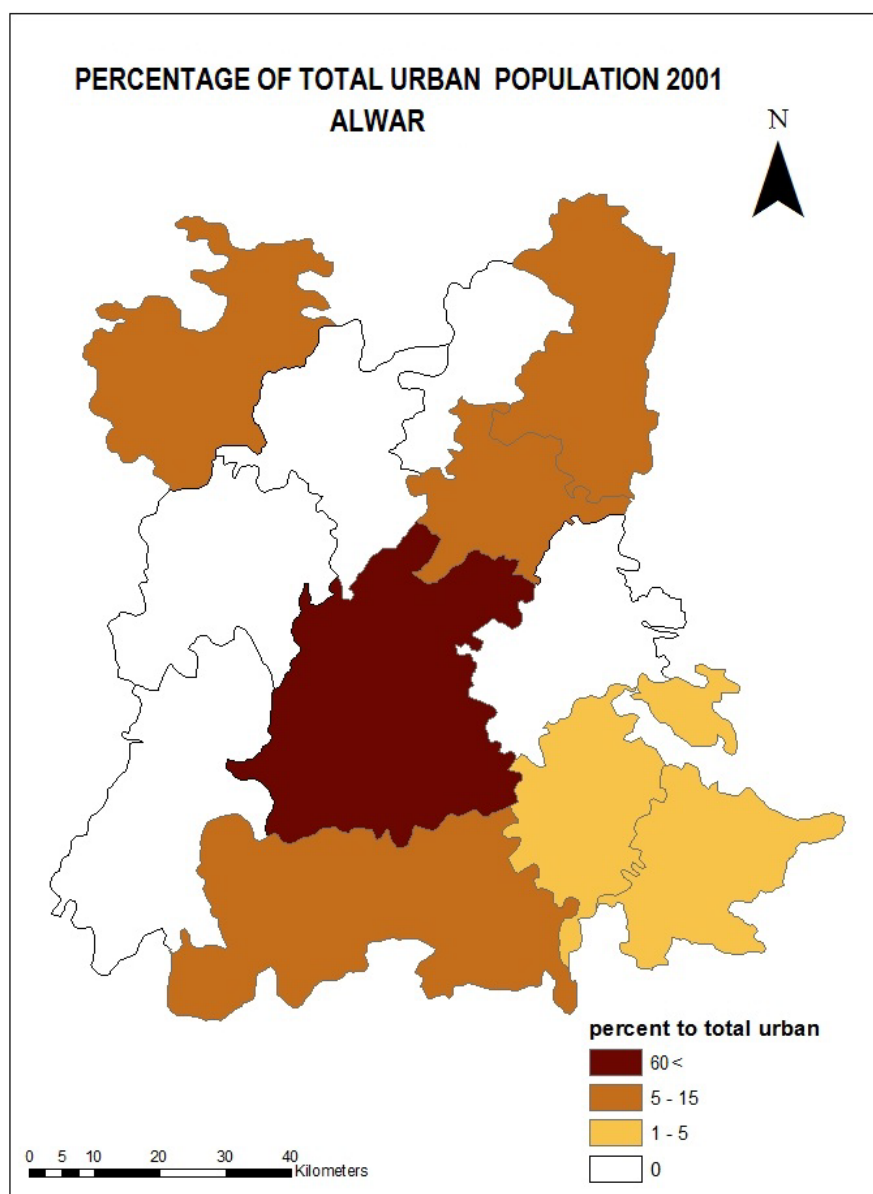 PERCENTAGE OF TOTAL URBAN POPULATION 2001
ALWAR
N
percent to total urban
60 <
5 - 15
1 - 5
0
0 5 10 20 30 40
Kilometers